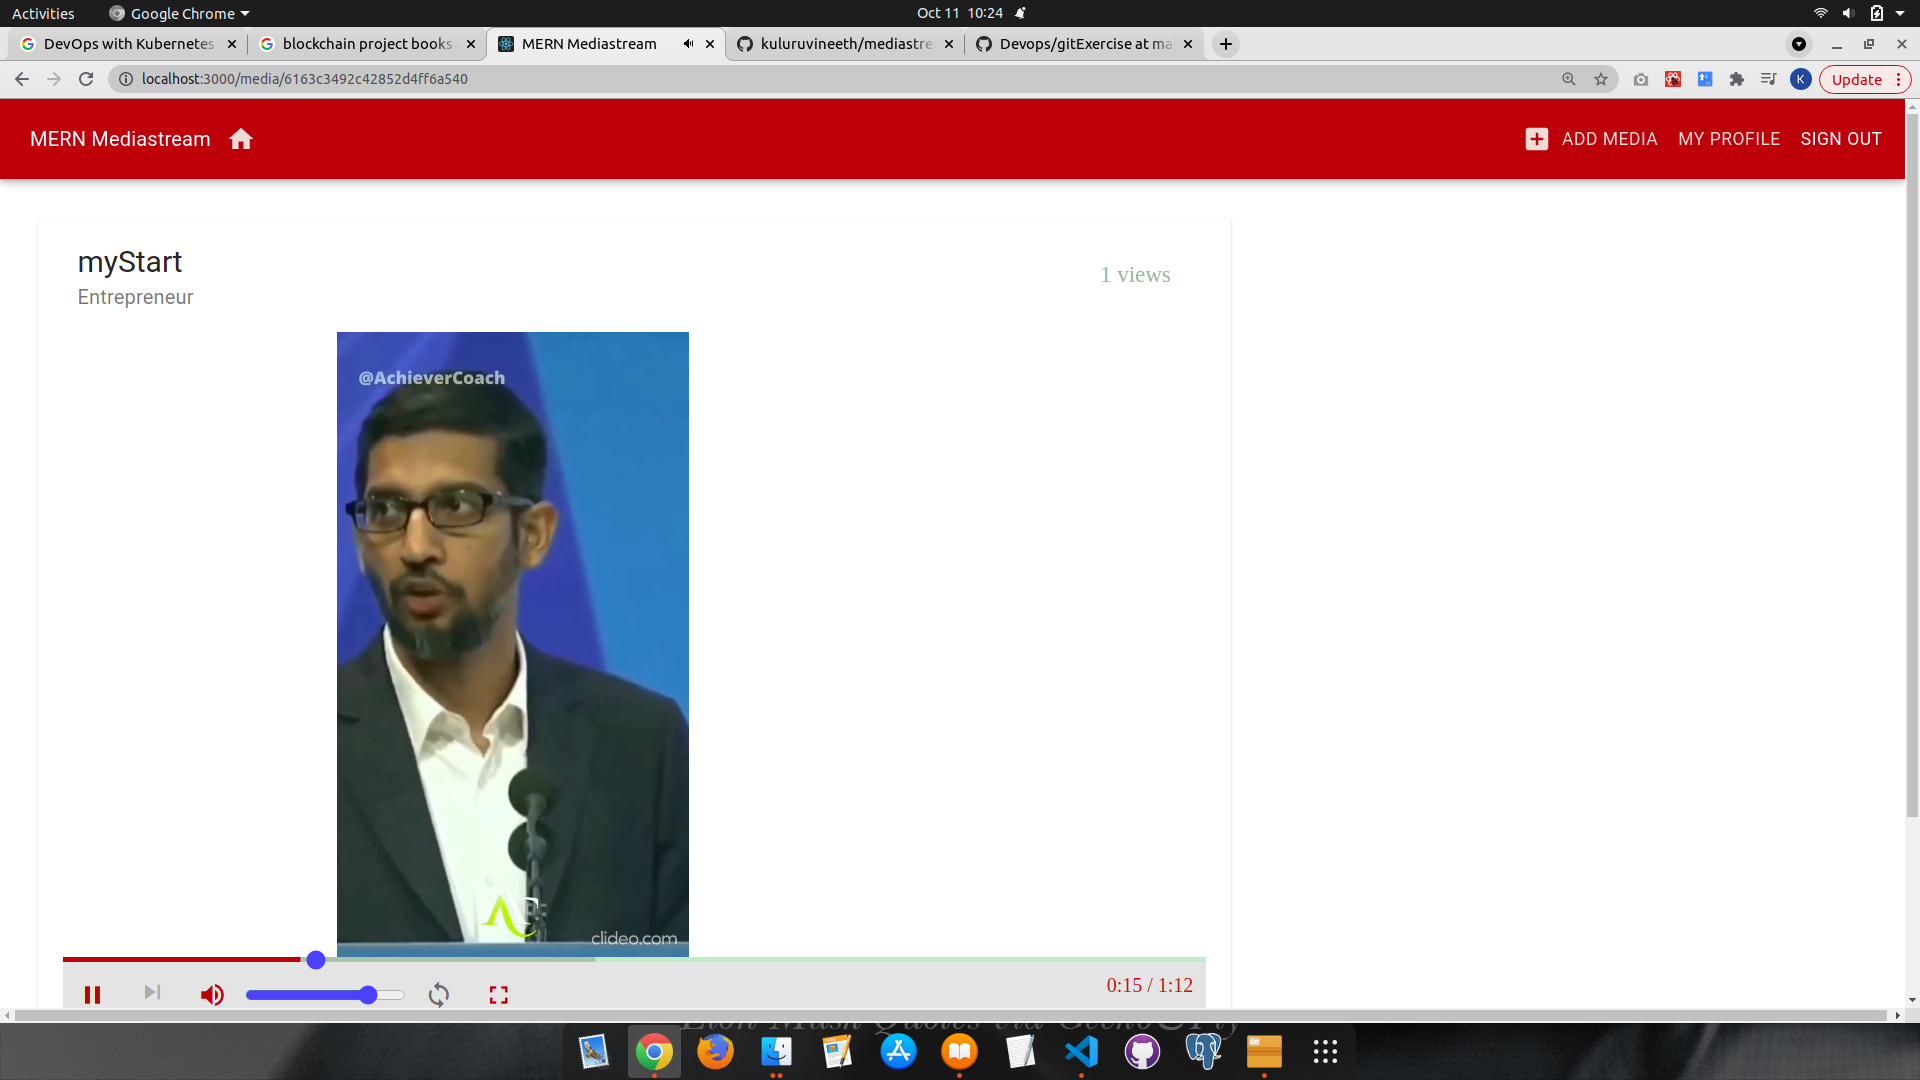 Activities
Google Chrome
Oct 11 10:24
DevOps with Kubernetes
blockchain project books
MERN Mediastream
kuluruvineeth/mediastre
Devops/gitExercise at ma
localhost:3000/media/6163c3492c42852d4ff6a540
K
Update
MERN Mediastream
ADD MEDIA
MY PROFILE
SIGN OUT
myStart
1 views
Entrepreneur
@AchieverCoach
clideo.com
0:15 / 1:12